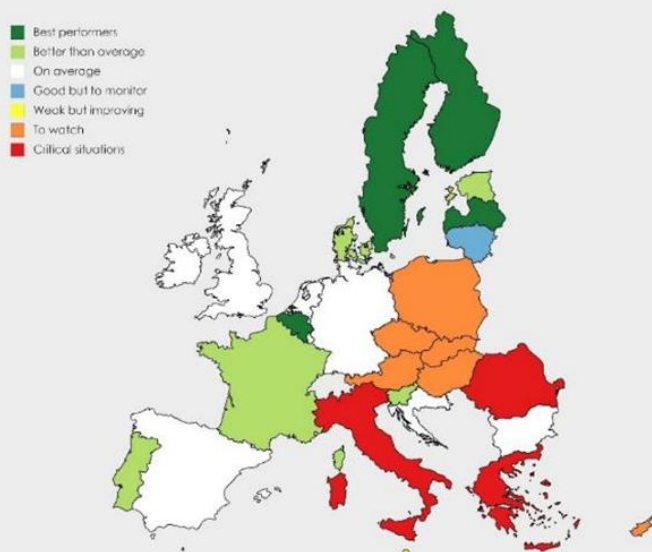 Best performers
Better than average
On average
Good but to monitor
Weak but improving
To watch
Critical situations